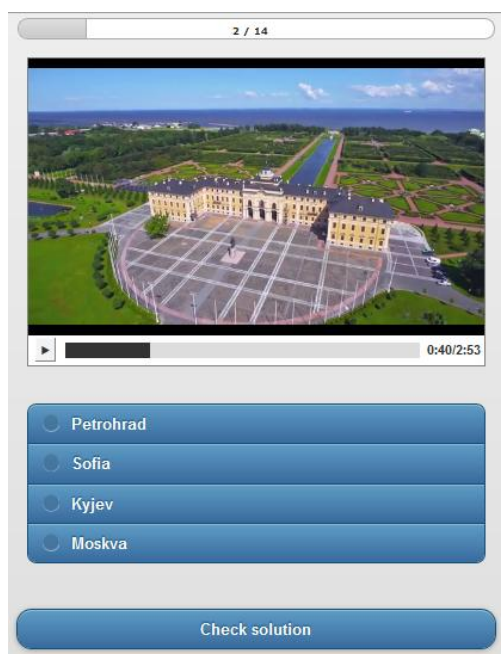 2 / 14
0:40/2:53
Petrohrad
Sofia
Kyjev
Moskva
Check solution